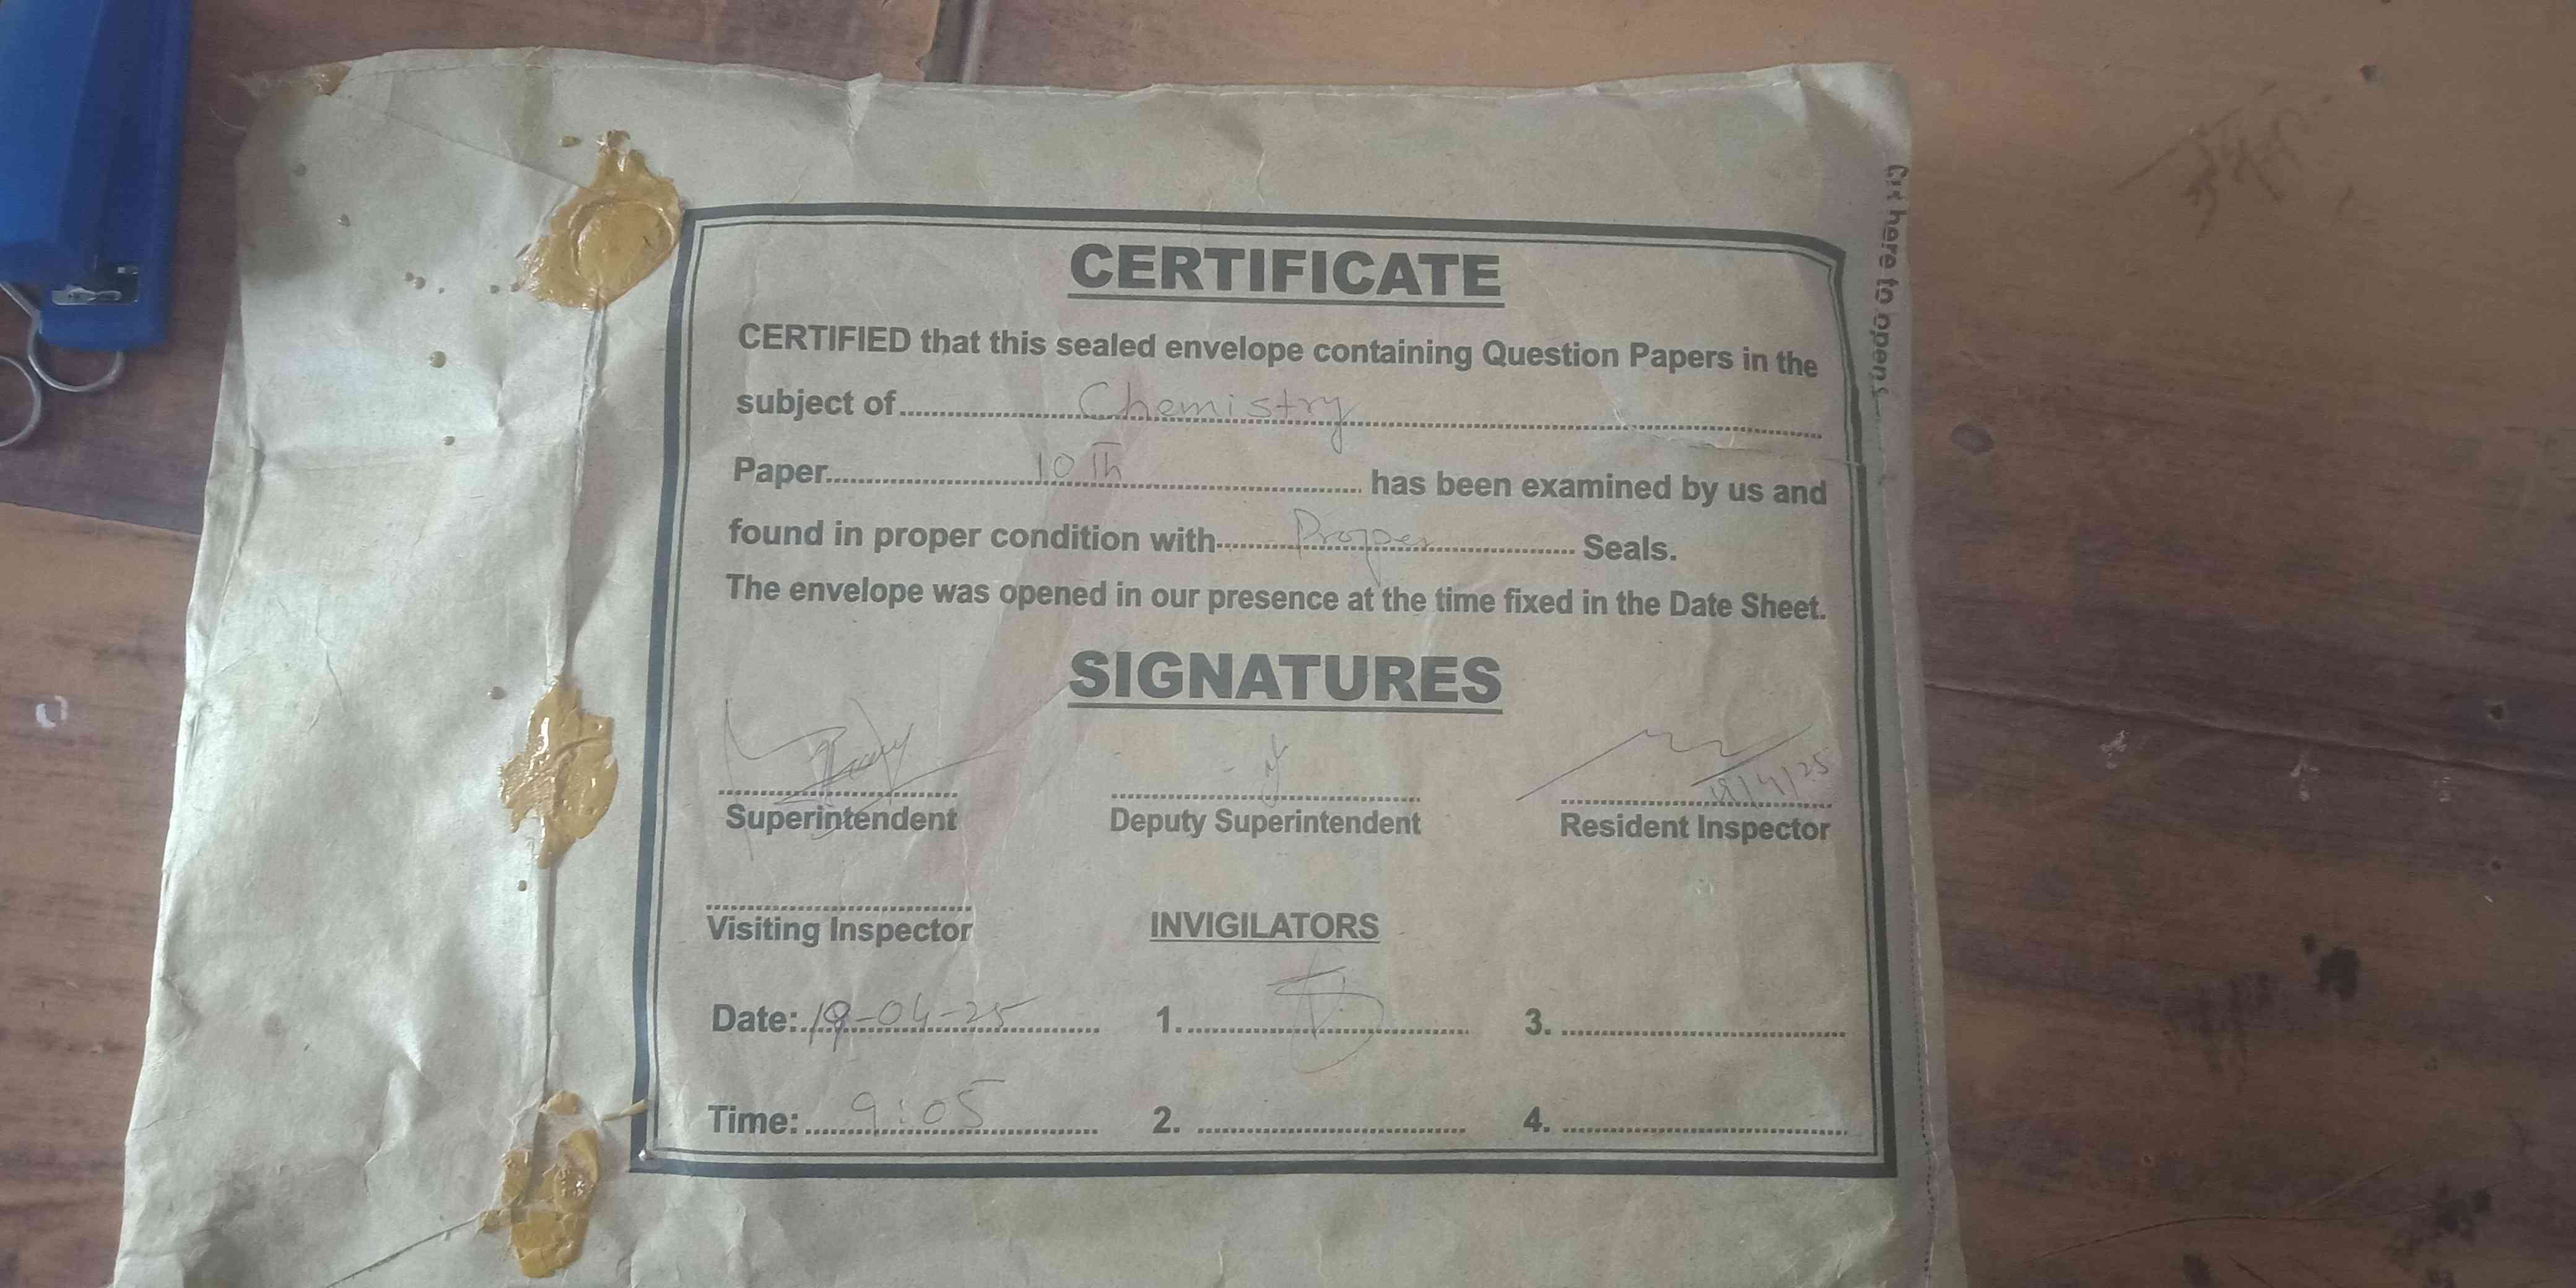 CERTIFICATE
CERTIFIED that this sealed envelope containing Question Papers in the
subject of Chemistry
Paper 10Th has been examined by us and
found in proper condition with Proper Seals.
The envelope was opened in our presence at the time fixed in the Date Sheet.
SIGNATURES
19/4/25
Superintendent Deputy Superintendent Resident Inspector
Visiting Inspector INVIGILATORS
Date: 19-04-25 1. 3.
Time: 9:05 2. 4.
Cut here to open